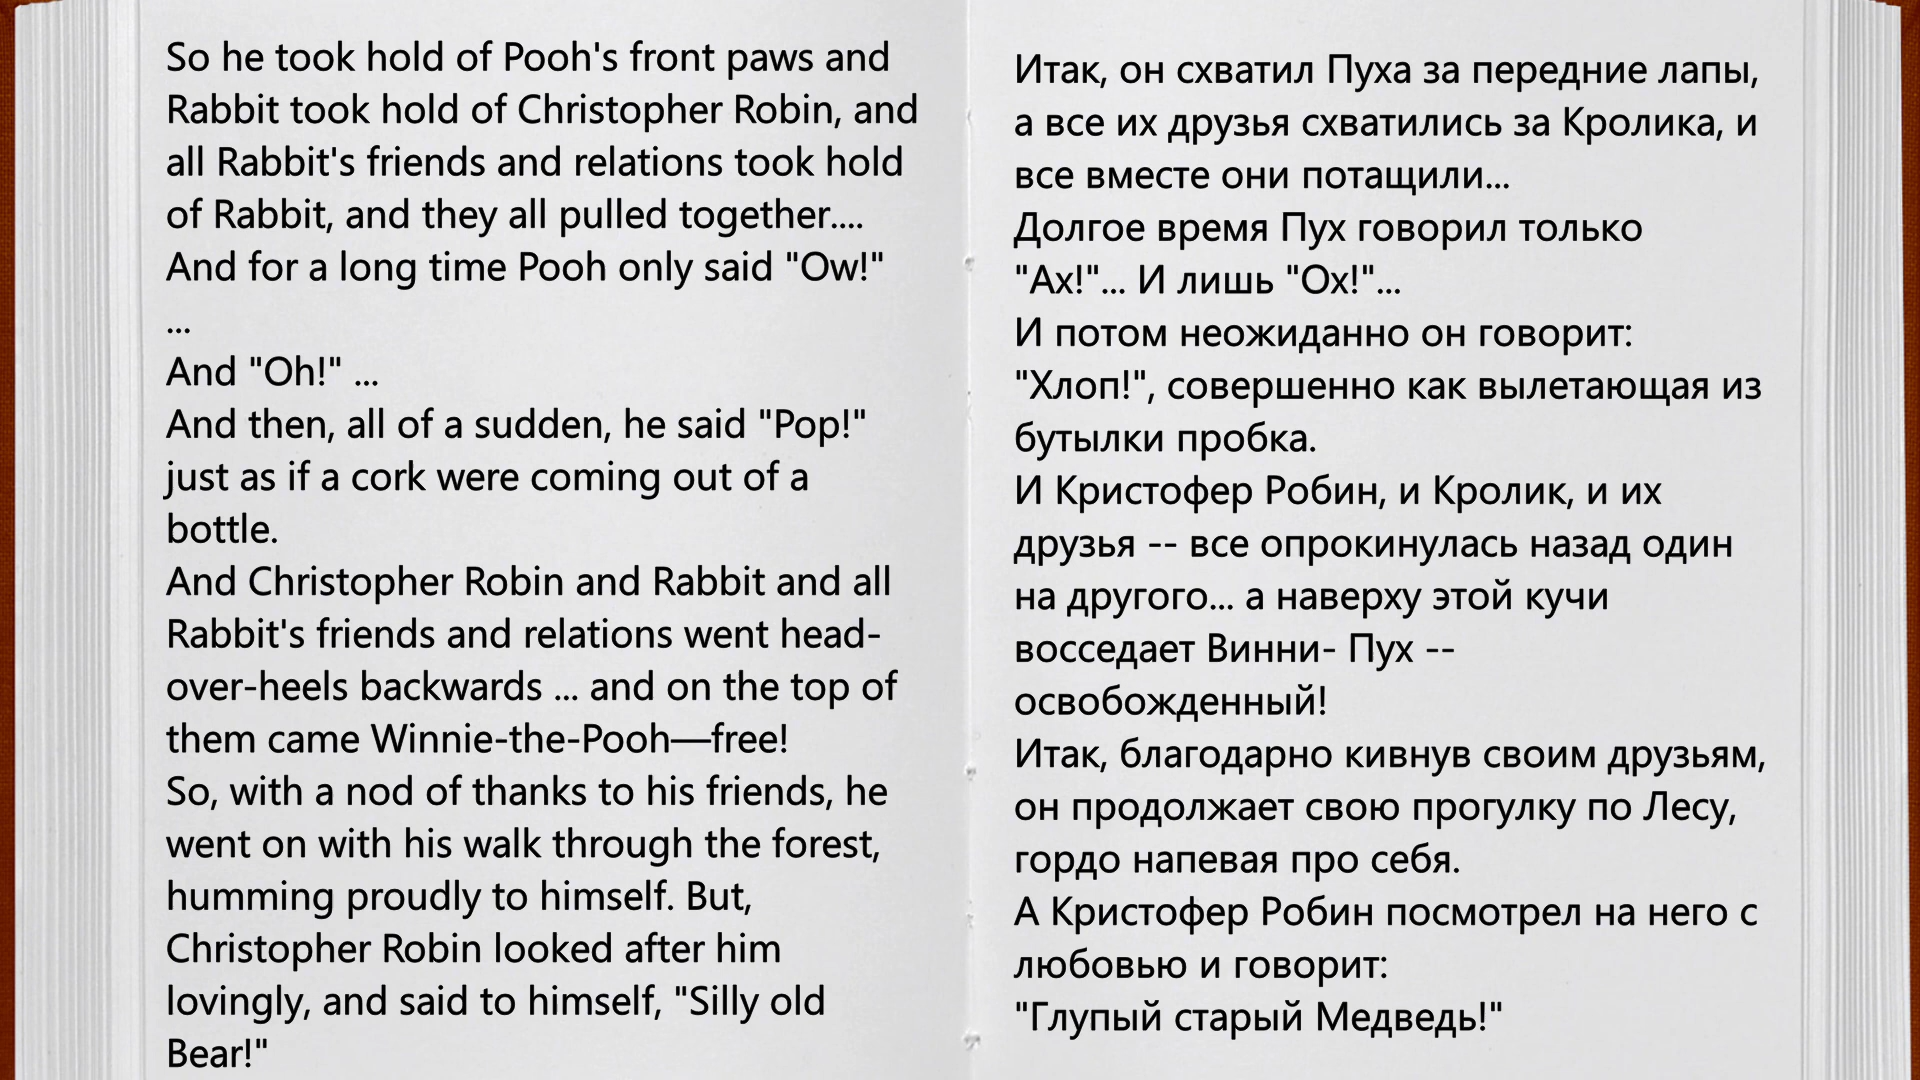 So he took hold of Pooh's front paws and
Rabbit took hold of Christopher Robin, and
all Rabbit's friends and relations took hold
of Rabbit, and they all pulled together....
And for a long time Pooh only said "Ow!"
...
And "Oh!" ...
And then, all of a sudden, he said "Pop!"
just as if a cork were coming out of a
bottle.
And Christopher Robin and Rabbit and all
Rabbit's friends and relations went head-
over-heels backwards ... and on the top of
them came Winnie-the-Pooh—free!
So, with a nod of thanks to his friends, he
went on with his walk through the forest,
humming proudly to himself. But,
Christopher Robin looked after him
lovingly, and said to himself, "Silly old
Bear!"
Итак, он схватил Пуха за передние лапы,
а все их друзья схватились за Кролика, и
все вместе они потащили...
Долгое время Пух говорил только
"Ах!"... И лишь "Ох!"...
И потом неожиданно он говорит:
"Хлоп!", совершенно как вылетающая из
бутылки пробка.
И Кристофер Робин, и Кролик, и их
друзья -- все опрокинулась назад один
на другого... а наверху этой кучи
восседает Винни- Пух --
освобожденный!
Итак, благодарно кивнув своим друзьям,
он продолжает свою прогулку по Лесу,
гордо напевая про себя.
А Кристофер Робин посмотрел на него с
любовью и говорит:
"Глупый старый Медведь!"